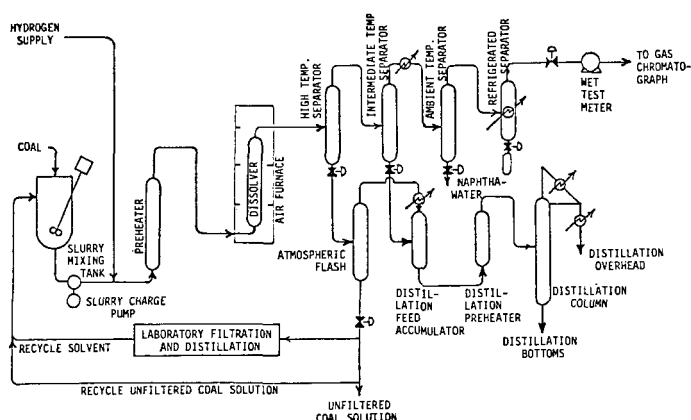 HYDROGEN
SUPPLY
COAL
SLURRY
MIXING
TANK
SLURRY CHARGE
PUMP
PREHEATER
DISSOLVER
AIR FURNACE
HIGH TEMP.
SEPARATOR
INTERMEDIATE TEMP
SEPARATOR
AMBIENT TEMP.
SEPARATOR
REFRIGERATED
SEPARATOR
WET
TEST
METER
TO GAS
CHROMATO-
GRAPH
NAPHTHA-
WATER
ATMOSPHERIC
FLASH
DISTIL-
LATION
FEED
ACCUMULATOR
DISTIL-
LATION
PREHEATER
DISTILLATION
OVERHEAD
DISTILLATION
COLUMN
DISTILLATION
BOTTOMS
LABORATORY FILTRATION
AND DISTILLATION
RECYCLE SOLVENT
RECYCLE UNFILTERED COAL SOLUTION
UNFILTERED
COAL SOLUTION